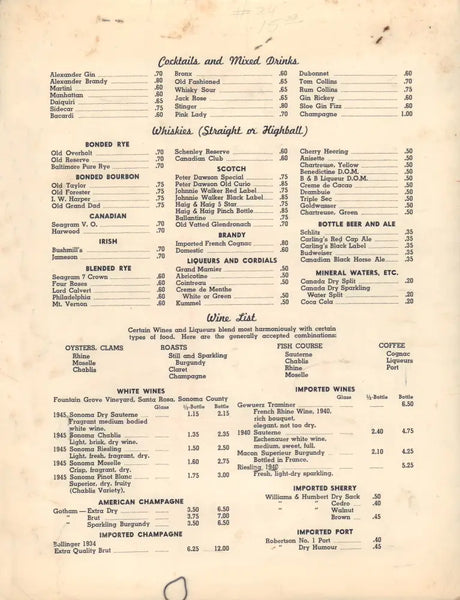 Cocktails and Mixed Drinks
Alexander Gin .70
Alexander Brandy .80
Martini .60
Manhattan .60
Daiquiri .65
Sidecar .75
Bacardi .60
Bronx .60
Old Fashioned .65
Whisky Sour .65
Jack Rose .65
Stinger .80
Pink Lady .70
Dubonnet .60
Tom Collins .70
Rum Collins .75
Gin Rickey .60
Sloe Gin Fizz .60
Champagne 1.00
Whiskies (Straight or Highball)
BONDED RYE
Old Overholt .70
Old Reserve .70
Baltimore Pure Rye .70
BONDED BOURBON
Old Taylor .75
Old Forester .75
I. W. Harper .75
Old Grand Dad .75
CANADIAN
Seagram V. O. .70
Harwood .70
IRISH
Bushmill's .70
Jameson .70
BLENDED RYE
Seagram 7 Crown .60
Four Roses .60
Lord Calvert .60
Philadelphia .60
Mt. Vernon .60
Schenley Reserve .60
Canadian Club .60
SCOTCH
Peter Dawson Special .75
Peter Dawson Old Curio .85
Johnnie Walker Red Label .75
Johnnie Walker Black Label .85
Haig & Haig 5 Star .75
Haig & Haig Pinch Bottle .85
Ballantine .75
Old Vatted Glendronach .70
BRANDY
Imported French Cognac .80
Domestic .60
LIQUEURS AND CORDIALS
Grand Marnier .50
Abricotine .50
Cointreau .50
Creme de Menthe
White or Green .50
Kummel .50
Cherry Heering .50
Anisette .50
Chartreuse, Yellow .50
Benedictine D.O.M. .50
B & B Liqueur D.O.M. .50
Creme de Cacao .50
Drambuie .50
Triple Sec .50
Goldwasser .50
Chartreuse, Green .50
BOTTLE BEER AND ALE
Schlitz .35
Carling's Red Cap Ale .35
Carling's Black Label .35
Budweiser .35
Canadian Black Horse Ale .35
MINERAL WATERS, ETC.
Canada Dry Split .20
Canada Dry Sparkling
Water Split .20
Coca Cola .20
Wine List
Certain Wines and Liqueurs blend most harmoniously with certain
types of food. Here are the generally accepted combinations:
OYSTERS, CLAMS
Rhine
Moselle
Chablis
ROASTS
Still and Sparkling
Burgundy
Claret
Champagne
FISH COURSE
Sauterne
Chablis
Rhine
Moselle
COFFEE
Cognac
Liqueurs
Port
WHITE WINES
Fountain Grove Vineyard, Santa Rosa, Sonoma County
Glass ½-Bottle Bottle
1945 Sonoma Dry Sauterne 1.15 2.15
Fragrant medium bodied
white wine.
1945 Sonoma Chablis 1.35 2.35
Light, brisk, dry wine.
1945 Sonoma Riesling 1.50 2.50
Light, fresh, fragrant, dry.
1945 Sonoma Moselle 1.60 2.75
Crisp, fragrant, dry.
1945 Sonoma Pinot Blanc 1.75 3.00
Superior, dry, fruity
(Chablis Variety).
AMERICAN CHAMPAGNE
Gotham—Extra Dry 3.50 6.50
" Brut 3.75 7.00
" Sparkling Burgundy 3.50 6.50
IMPORTED CHAMPAGNE
Bollinger 1934
Extra Quality Brut 6.25 12.00
IMPORTED WINES
Glass ½-Bottle Bottle
Gewurz Traminer 6.50
French Rhine Wine, 1940,
rich bouquet,
elegant, not too dry.
1940 Sauterne 2.40 4.75
Eschenauer white wine,
medium, sweet, full.
Macon Superieur Burgundy 2.10 4.25
Bottled in France.
Riesling 1940 5.25
Fresh, light-dry sparkling.
IMPORTED SHERRY
Williams & Humbert Dry Sack .50
" " Cedro .40
" " Walnut
Brown .45
IMPORTED PORT
Robertson No. 1 Port .40
" " Dry Humour .45